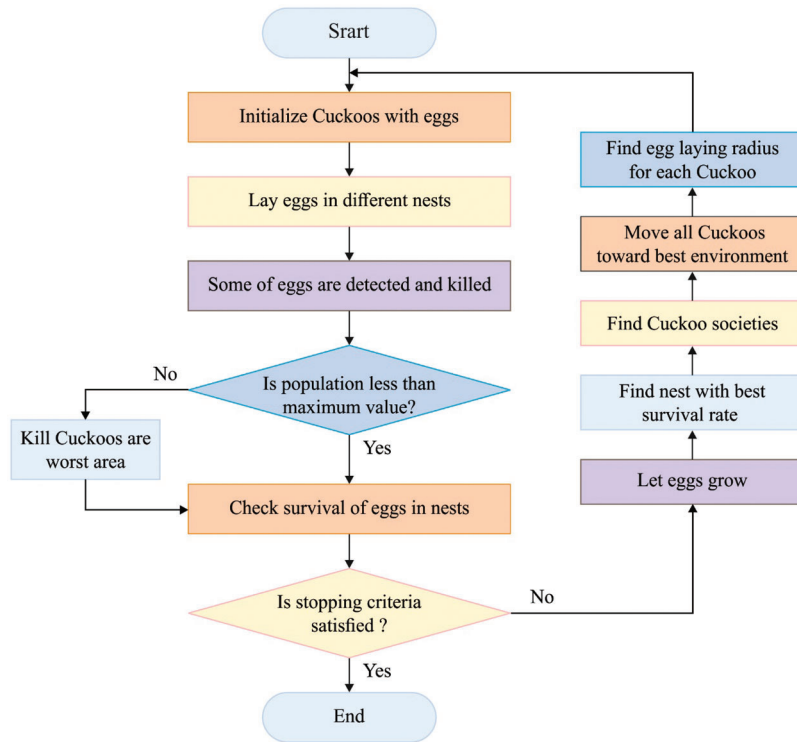 Srart
Initialize Cuckoos with eggs
Lay eggs in different nests
Some of eggs are detected and killed
Is population less than
maximum value?
No
Yes
Kill Cuckoos are
worst area
Check survival of eggs in nests
Is stopping criteria
satisfied ?
No
Yes
End
Let eggs grow
Find nest with best
survival rate
Find Cuckoo societies
Move all Cuckoos
toward best environment
Find egg laying radius
for each Cuckoo